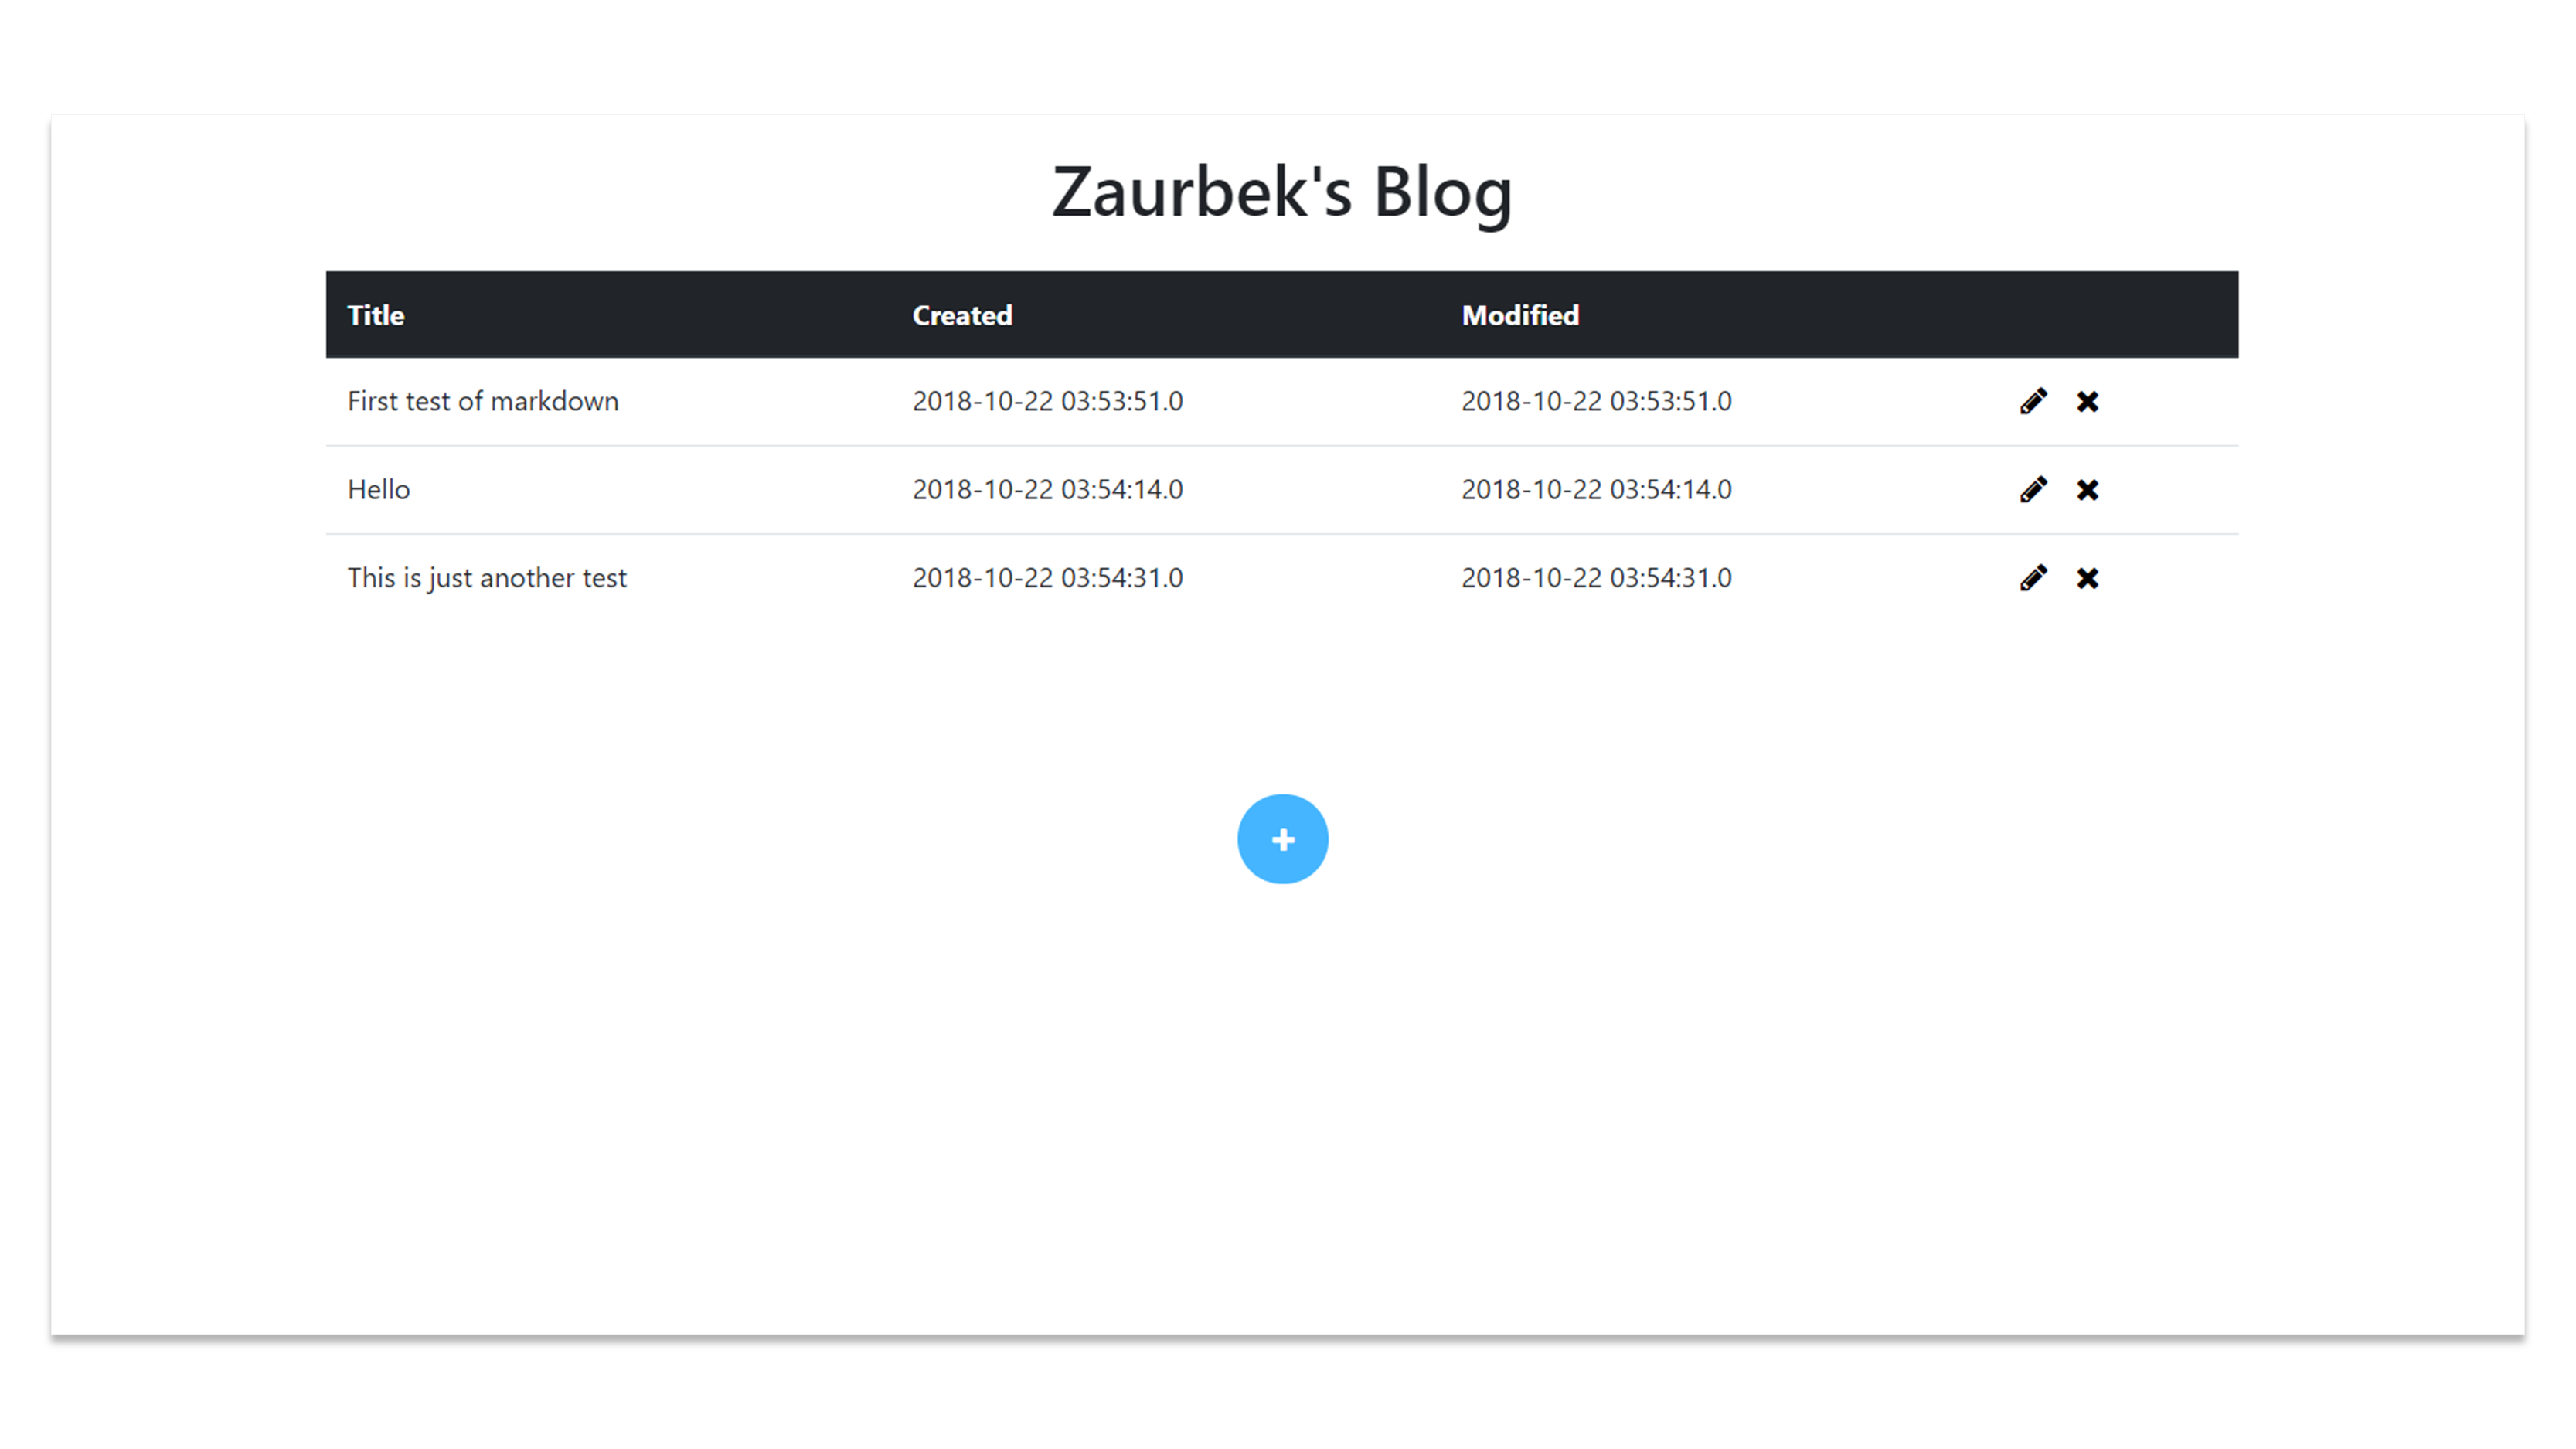 Zaurbek's Blog
Title Created Modified
First test of markdown 2018-10-22 03:53:51.0 2018-10-22 03:53:51.0
Hello 2018-10-22 03:54:14.0 2018-10-22 03:54:14.0
This is just another test 2018-10-22 03:54:31.0 2018-10-22 03:54:31.0